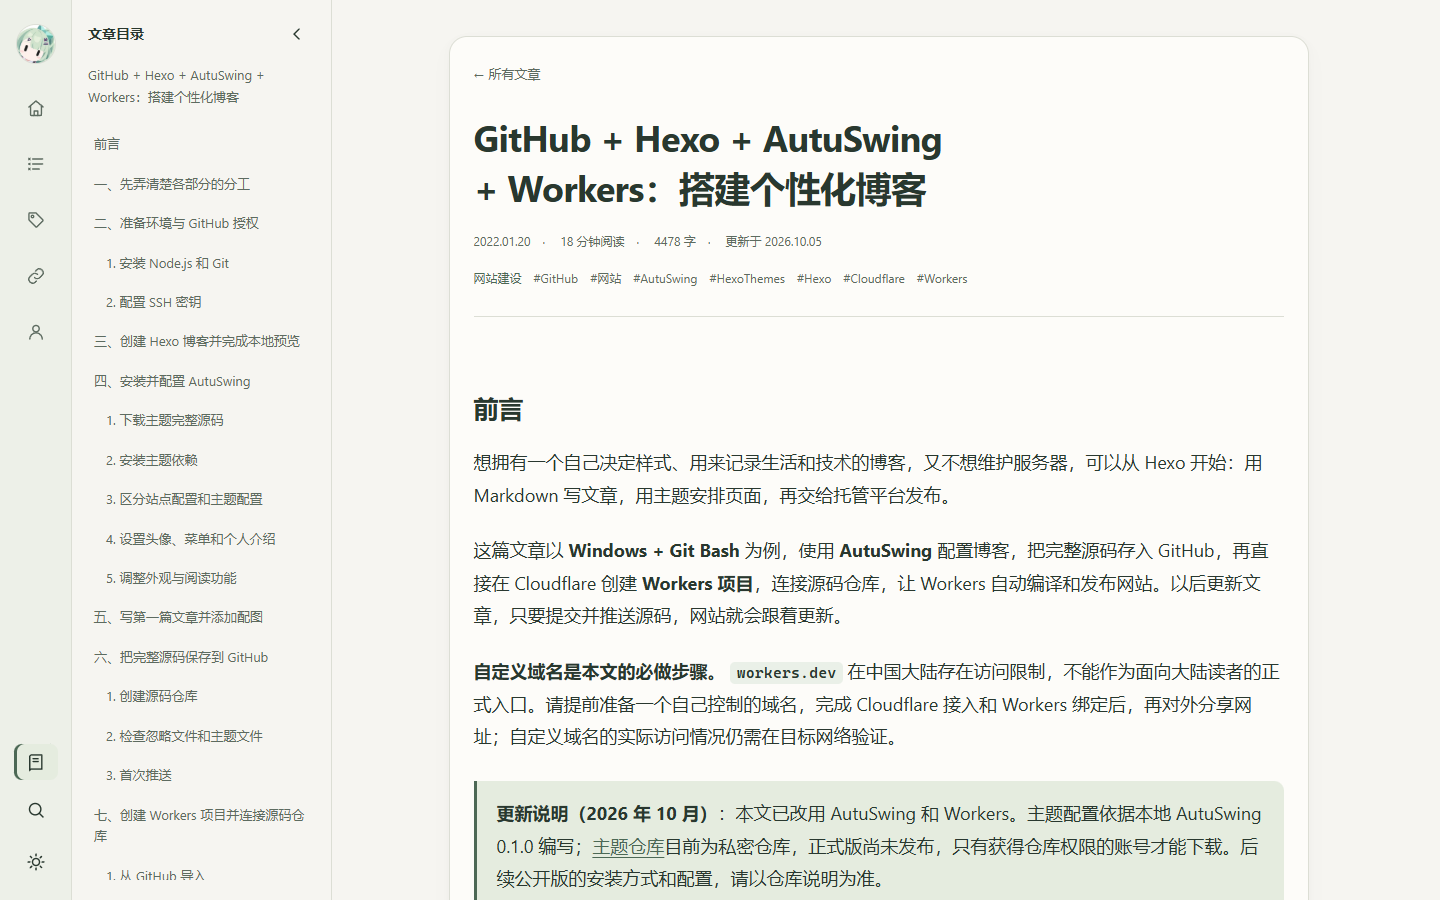 文章目录
GitHub + Hexo + AutuSwing +
Workers：搭建个性化博客
前言
一、先弄清楚各部分的分工
二、准备环境与 GitHub 授权
1. 安装 Node.js 和 Git
2. 配置 SSH 密钥
三、创建 Hexo 博客并完成本地预览
四、安装并配置 AutuSwing
1. 下载主题完整源码
2. 安装主题依赖
3. 区分站点配置和主题配置
4. 设置头像、菜单和个人介绍
5. 调整外观与阅读功能
五、写第一篇文章并添加配图
六、把完整源码保存到 GitHub
1. 创建源码仓库
2. 检查忽略文件和主题文件
3. 首次推送
七、创建 Workers 项目并连接源码仓
库
1. 从 GitHub 导入
← 所有文章
GitHub + Hexo + AutuSwing
+ Workers：搭建个性化博客
2022.01.20 · 18 分钟阅读 · 4478 字 · 更新于 2026.10.05
网站建设 #GitHub #网站 #AutuSwing #HexoThemes #Hexo #Cloudflare #Workers
前言
想拥有一个自己决定样式、用来记录生活和技术的博客，又不想维护服务器，可以从 Hexo 开始：用
Markdown 写文章，用主题安排页面，再交给托管平台发布。
这篇文章以 Windows + Git Bash 为例，使用 AutuSwing 配置博客，把完整源码存入 GitHub，再直
接在 Cloudflare 创建 Workers 项目，连接源码仓库，让 Workers 自动编译和发布网站。以后更新文
章，只要提交并推送源码，网站就会跟着更新。
自定义域名是本文的必做步骤。 workers.dev 在中国大陆存在访问限制，不能作为面向大陆读者的正
式入口。请提前准备一个自己控制的域名，完成 Cloudflare 接入和 Workers 绑定后，再对外分享网
址；自定义域名的实际访问情况仍需在目标网络验证。
更新说明（2026 年 10 月）：本文已改用 AutuSwing 和 Workers。主题配置依据本地 AutuSwing
0.1.0 编写；主题仓库目前为私密仓库，正式版尚未发布，只有获得仓库权限的账号才能下载。后
续公开版的安装方式和配置，请以仓库说明为准。